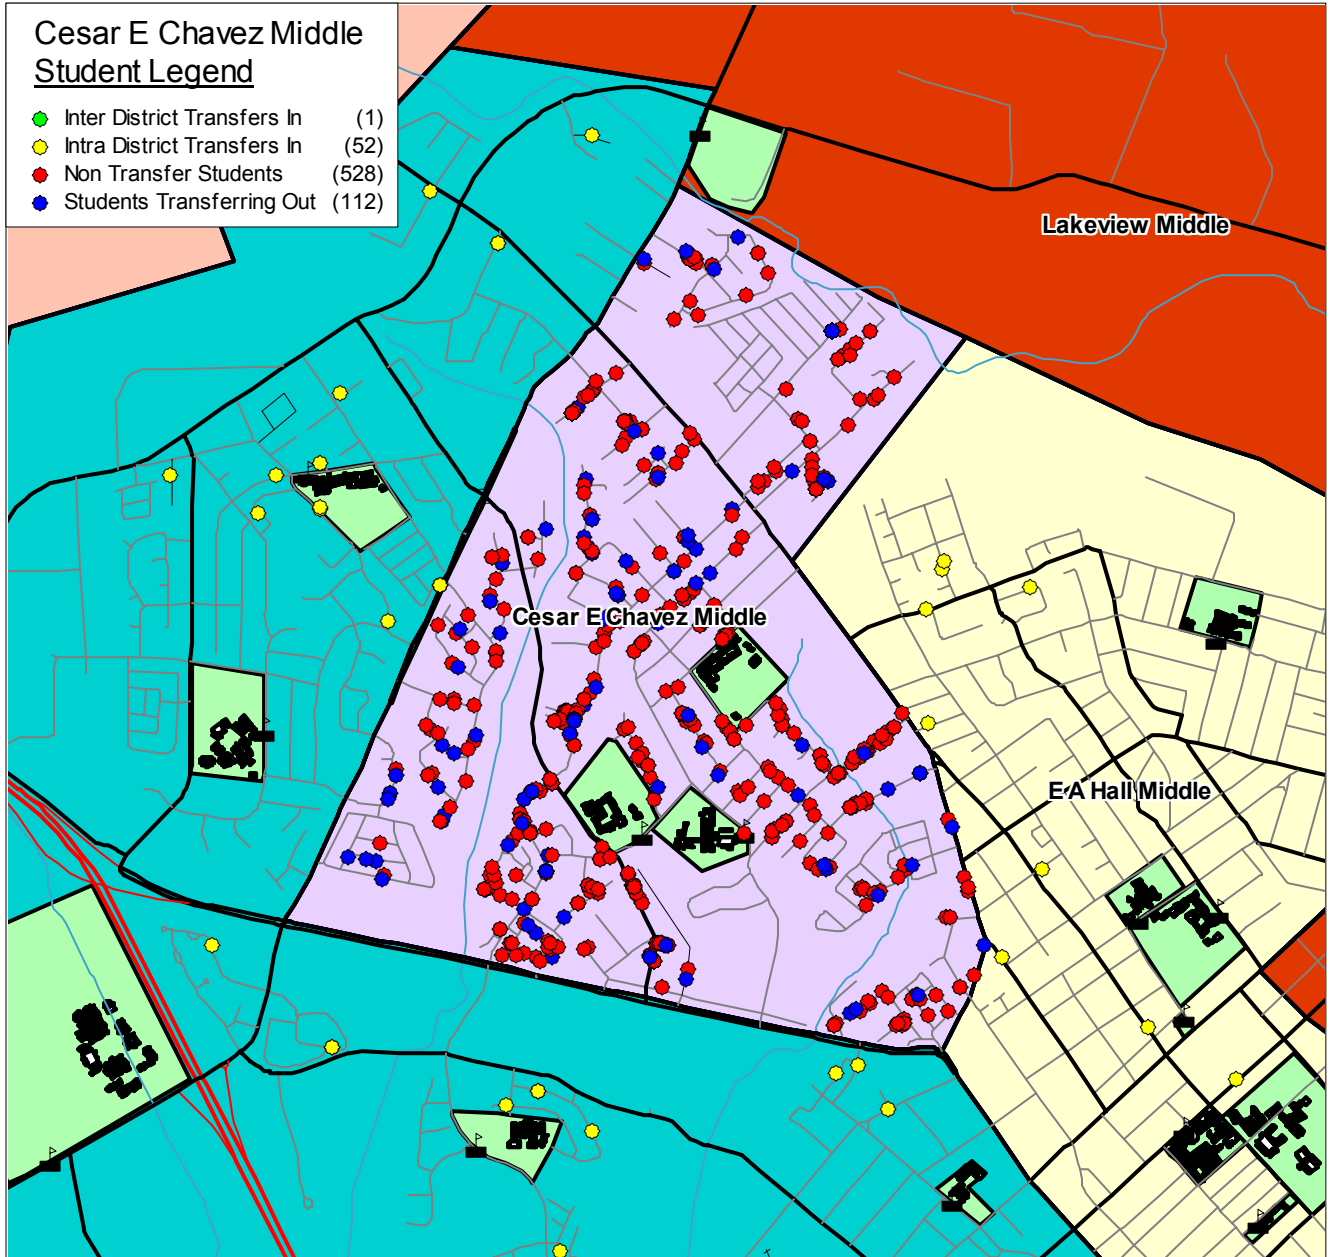 Cesar E Chavez Middle
Student Legend
Inter District Transfers In (1)
Intra District Transfers In (52)
Non Transfer Students (528)
Students Transferring Out (112)
Lakeview Middle
Cesar E Chavez Middle
E A Hall Middle